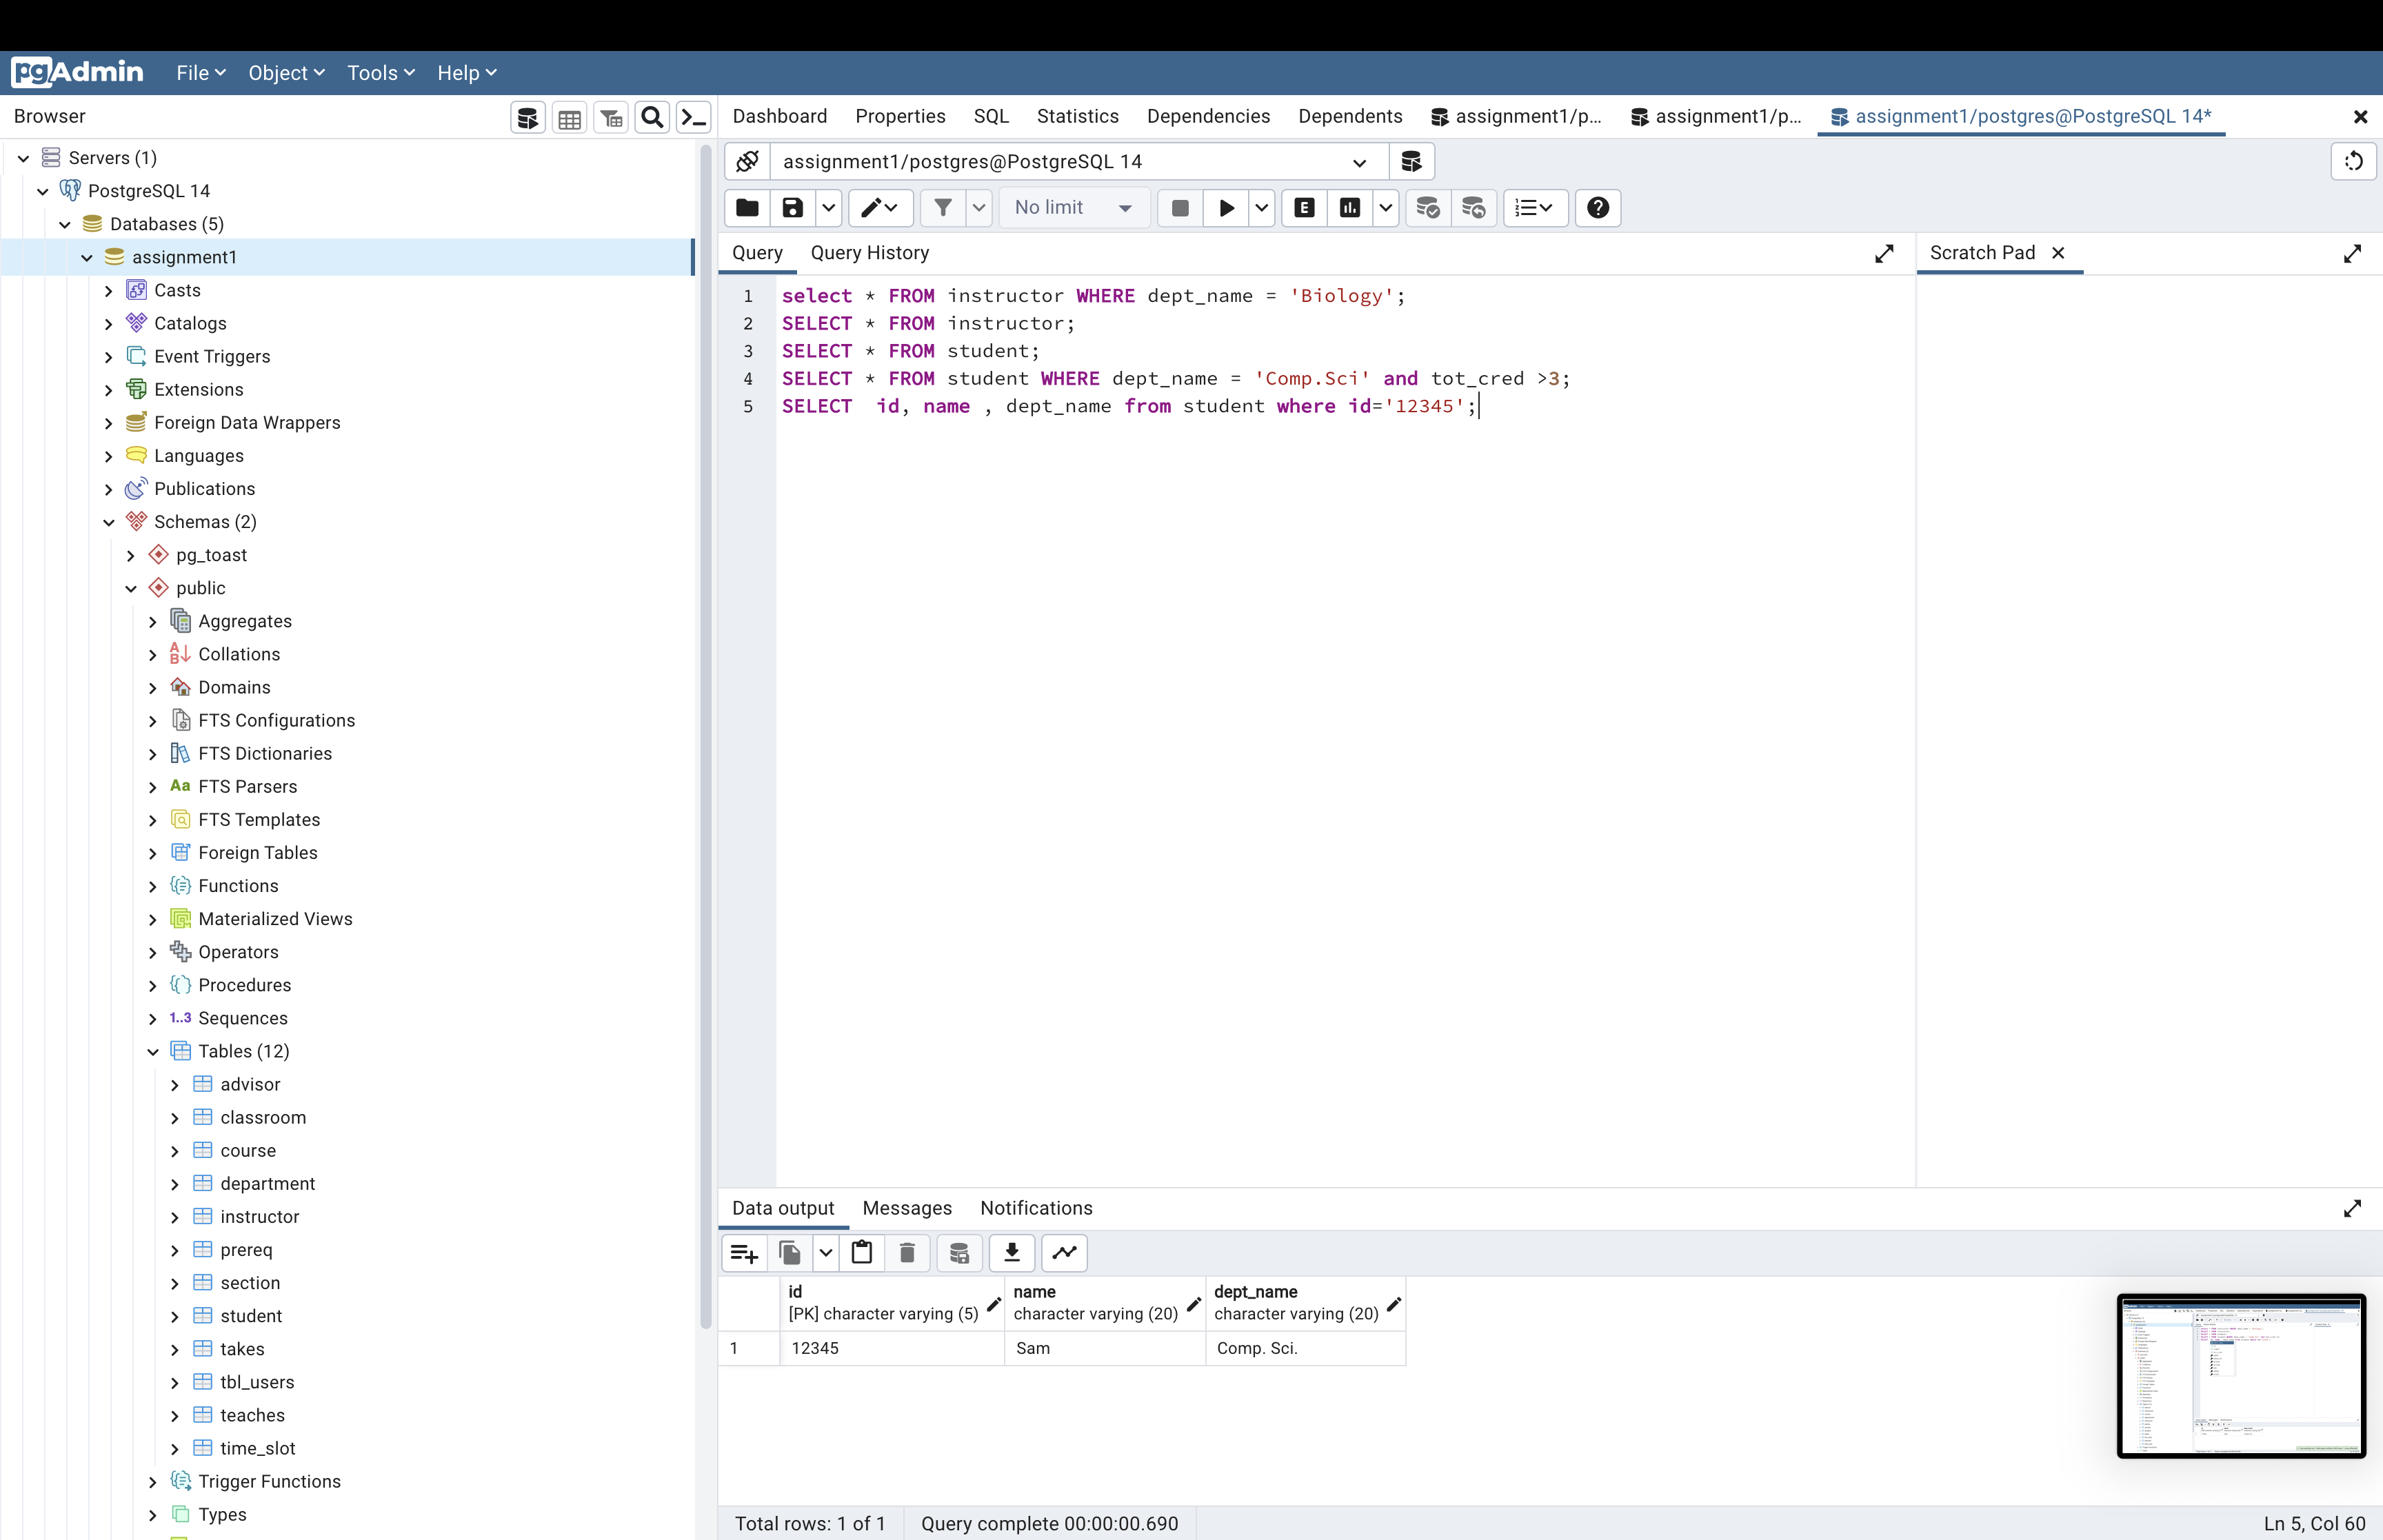 pgAdmin File Object Tools Help
Browser
Servers (1)
PostgreSQL 14
Databases (5)
assignment1
Casts
Catalogs
Event Triggers
Extensions
Foreign Data Wrappers
Languages
Publications
Schemas (2)
pg_toast
public
Aggregates
Collations
Domains
FTS Configurations
FTS Dictionaries
Aa FTS Parsers
FTS Templates
Foreign Tables
Functions
Materialized Views
Operators
Procedures
1..3 Sequences
Tables (12)
advisor
classroom
course
department
instructor
prereq
section
student
takes
tbl_users
teaches
time_slot
Trigger Functions
Types
Dashboard Properties SQL Statistics Dependencies Dependents assignment1/p... assignment1/p... assignment1/postgres@PostgreSQL 14*
assignment1/postgres@PostgreSQL 14
No limit E
Query Query History Scratch Pad
1 select * FROM instructor WHERE dept_name = 'Biology';
2 SELECT * FROM instructor;
3 SELECT * FROM student;
4 SELECT * FROM student WHERE dept_name = 'Comp.Sci' and tot_cred >3;
5 SELECT  id, name , dept_name from student where id='12345';
Data output Messages Notifications
id name dept_name
[PK] character varying (5) character varying (20) character varying (20)
1 12345 Sam Comp. Sci.
Total rows: 1 of 1 Query complete 00:00:00.690 Ln 5, Col 60